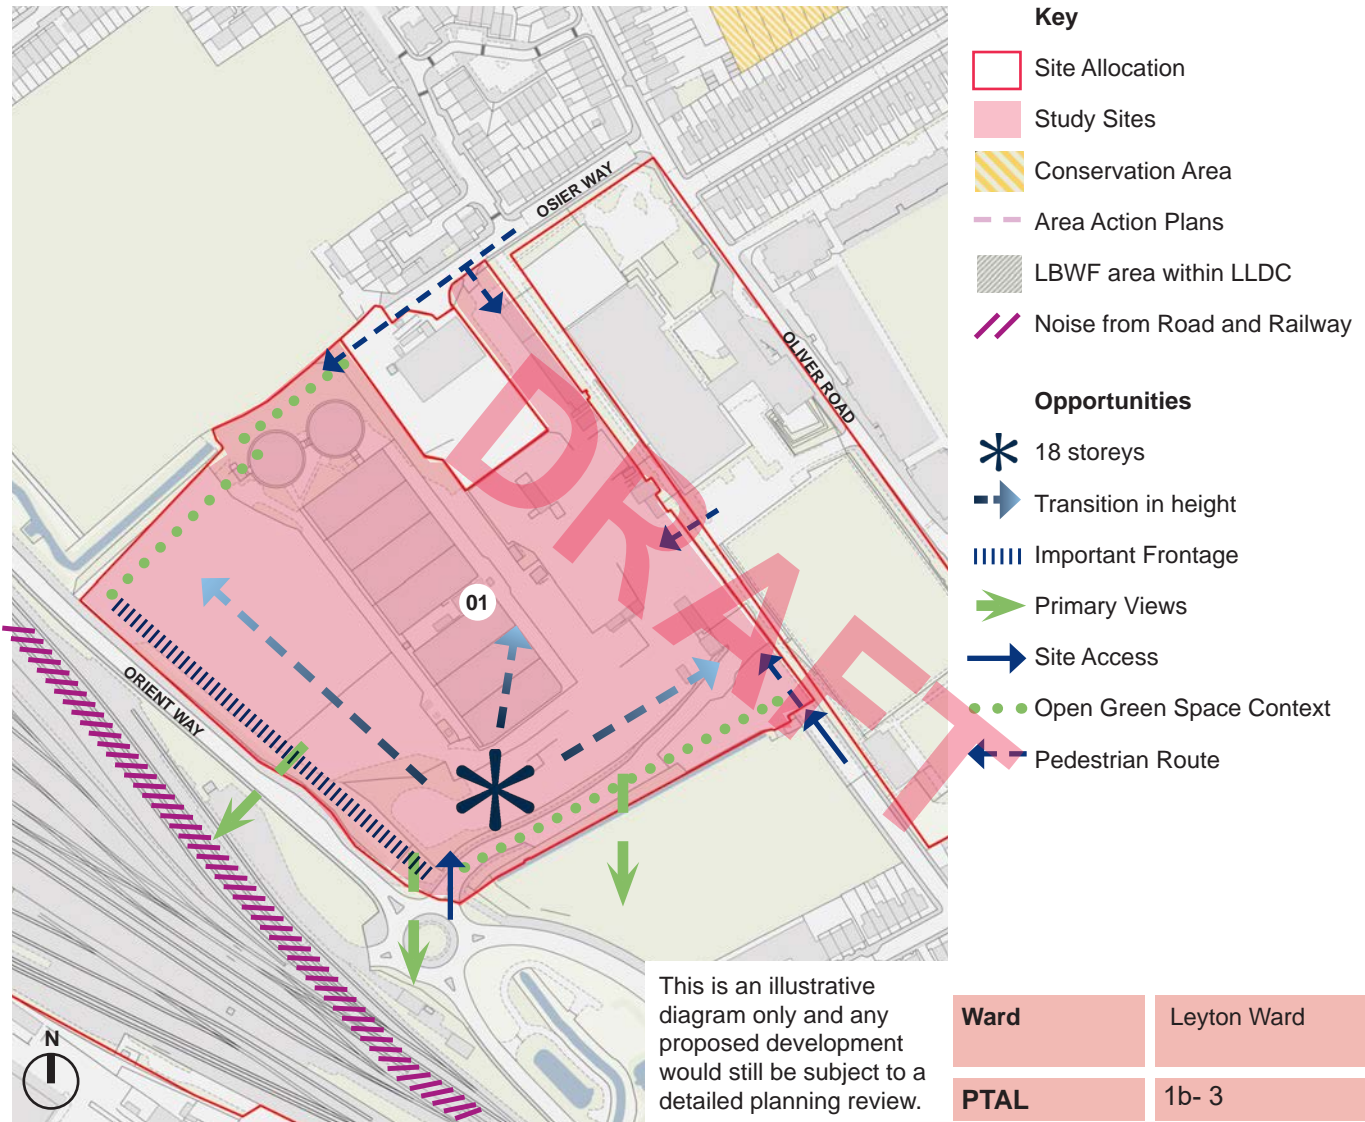 Key
Site Allocation
Study Sites
Conservation Area
Area Action Plans
LBWF area within LLDC
Noise from Road and Railway
Opportunities
18 storeys
Transition in height
Important Frontage
Primary Views
Site Access
Open Green Space Context
Pedestrian Route
OSIER WAY
OLIVER ROAD
ORIENT WAY
01
DRAFT
N
This is an illustrative
diagram only and any
proposed development
would still be subject to a
detailed planning review.
Ward Leyton Ward
PTAL 1b- 3